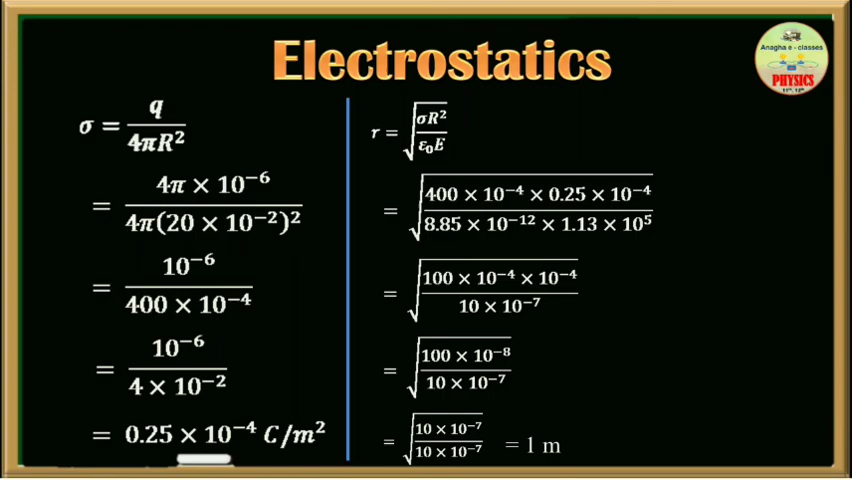 Electrostatics
Anagha e - classes
PHYSICS
11ᵗʰ, 12ᵗʰ
σ = q / 4πR²
= 4π × 10⁻⁶ / 4π(20 × 10⁻²)²
= 10⁻⁶ / 400 × 10⁻⁴
= 10⁻⁶ / 4 × 10⁻²
= 0.25 × 10⁻⁴ C/m²
r = √(σR² / ε₀E)
= √(400 × 10⁻⁴ × 0.25 × 10⁻⁴ / 8.85 × 10⁻¹² × 1.13 × 10⁵)
= √(100 × 10⁻⁴ × 10⁻⁴ / 10 × 10⁻⁷)
= √(100 × 10⁻⁸ / 10 × 10⁻⁷)
= √(10 × 10⁻⁷ / 10 × 10⁻⁷) = 1 m